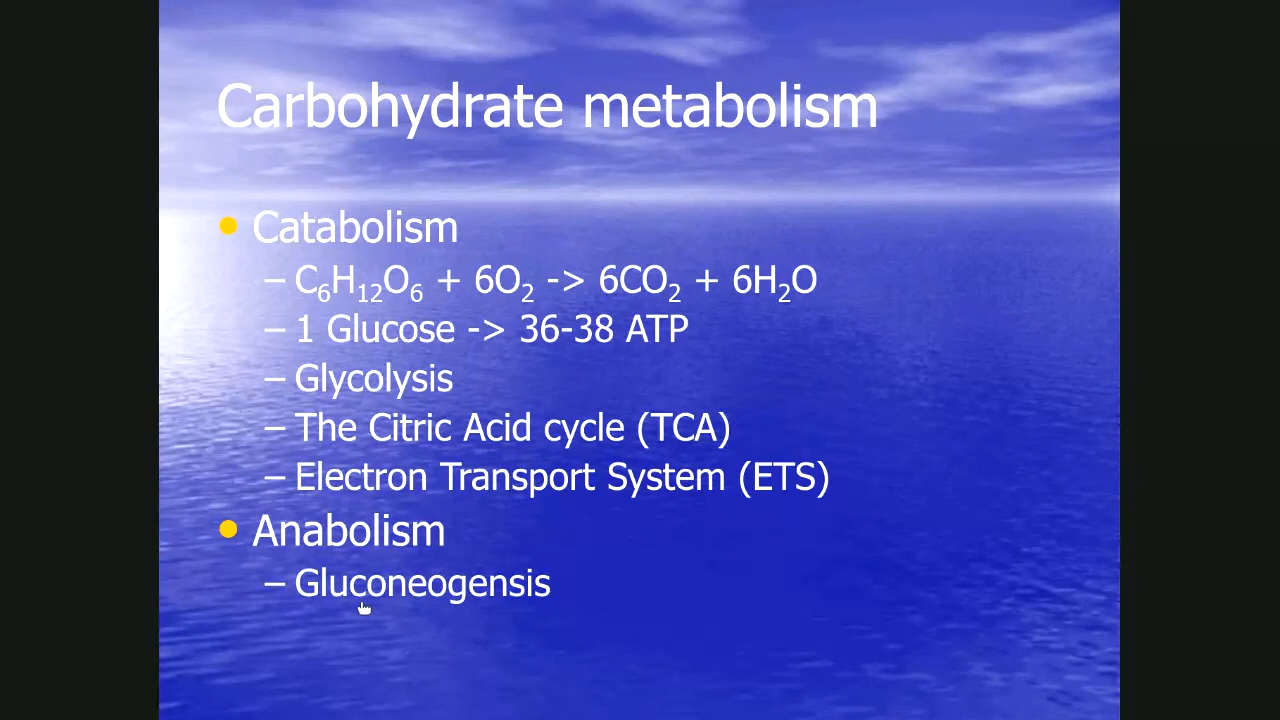 Carbohydrate metabolism
• Catabolism
– C₆H₁₂O₆ + 6O₂ -> 6CO₂ + 6H₂O
– 1 Glucose -> 36-38 ATP
– Glycolysis
– The Citric Acid cycle (TCA)
– Electron Transport System (ETS)
• Anabolism
– Gluconeogensis